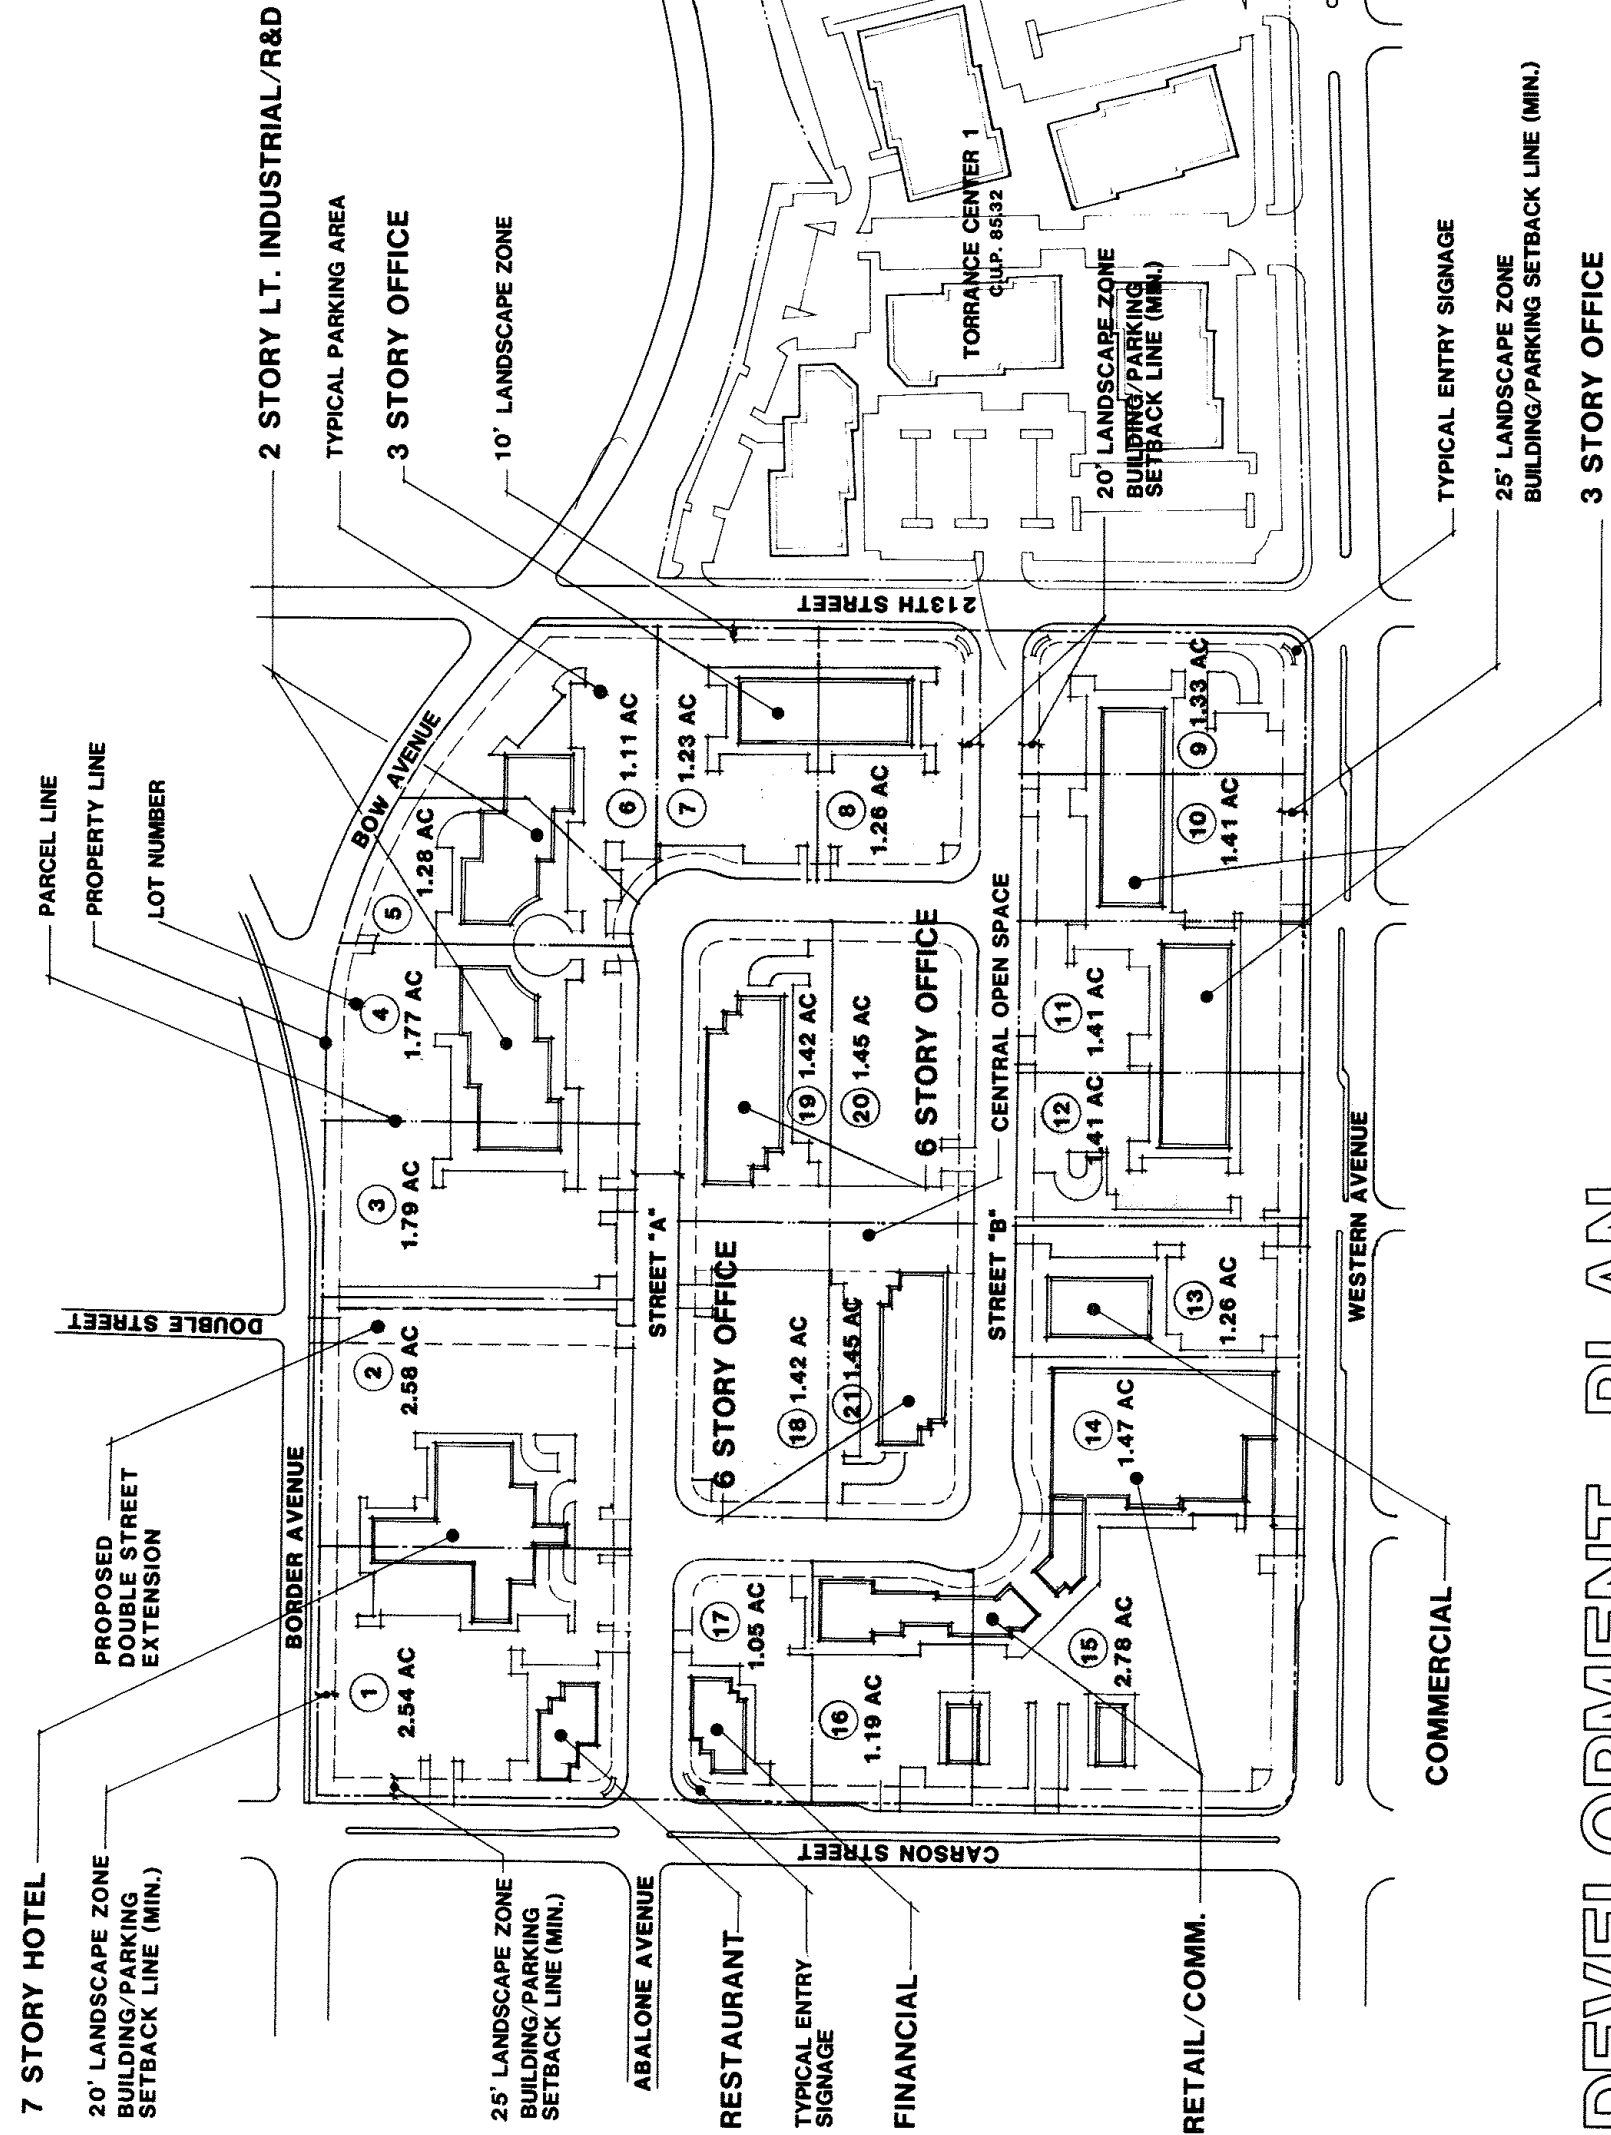 7 STORY HOTEL
20' LANDSCAPE ZONE
BUILDING/PARKING
SETBACK LINE (MIN.)
PROPOSED
DOUBLE STREET
EXTENSION
PARCEL LINE
PROPERTY LINE
LOT NUMBER
2 STORY LT. INDUSTRIAL/R&D
TYPICAL PARKING AREA
3 STORY OFFICE
10' LANDSCAPE ZONE
DOUBLE STREET
BORDER AVENUE
BOW AVENUE
1
2.54 AC
2
2.58 AC
3
1.79 AC
4
1.77 AC
5
1.28 AC
6 1.11 AC
7 1.23 AC
8
1.26 AC
213TH STREET
TORRANCE CENTER 1
C.U.P. 85.32
20' LANDSCAPE ZONE
BUILDING/PARKING
SETBACK LINE (MIN.)
25' LANDSCAPE ZONE
BUILDING/PARKING
SETBACK LINE (MIN.)
ABALONE AVENUE
STREET "A"
6 STORY OFFICE
18 1.42 AC
21 1.45 AC
19 1.42 AC
20 1.45 AC
6 STORY OFFICE
CENTRAL OPEN SPACE
STREET "B"
RESTAURANT
TYPICAL ENTRY
SIGNAGE
FINANCIAL
CARSON STREET
17
1.05 AC
16
1.19 AC
15
2.78 AC
14
1.47 AC
13
1.26 AC
12
1.41 AC
11
1.41 AC
10
1.41 AC
9 1.33 AC
RETAIL/COMM.
WESTERN AVENUE
COMMERCIAL
TYPICAL ENTRY SIGNAGE
25' LANDSCAPE ZONE
BUILDING/PARKING SETBACK LINE (MIN.)
3 STORY OFFICE
DEVELOPMENT PLAN